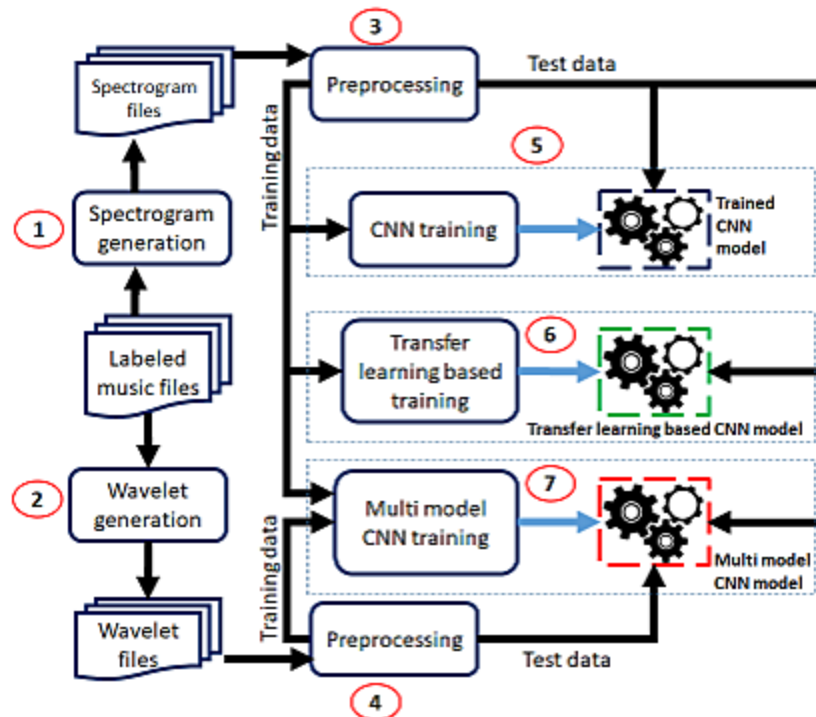 3
Spectrogram
files
Preprocessing
Test data
Training data
5
1
Spectrogram
generation
CNN training
Trained
CNN
model
Labeled
music files
6
Transfer
learning based
training
Transfer learning based CNN model
2
Wavelet
generation
7
Multi model
CNN training
Multi model
CNN model
Training data
Wavelet
files
Preprocessing
Test data
4